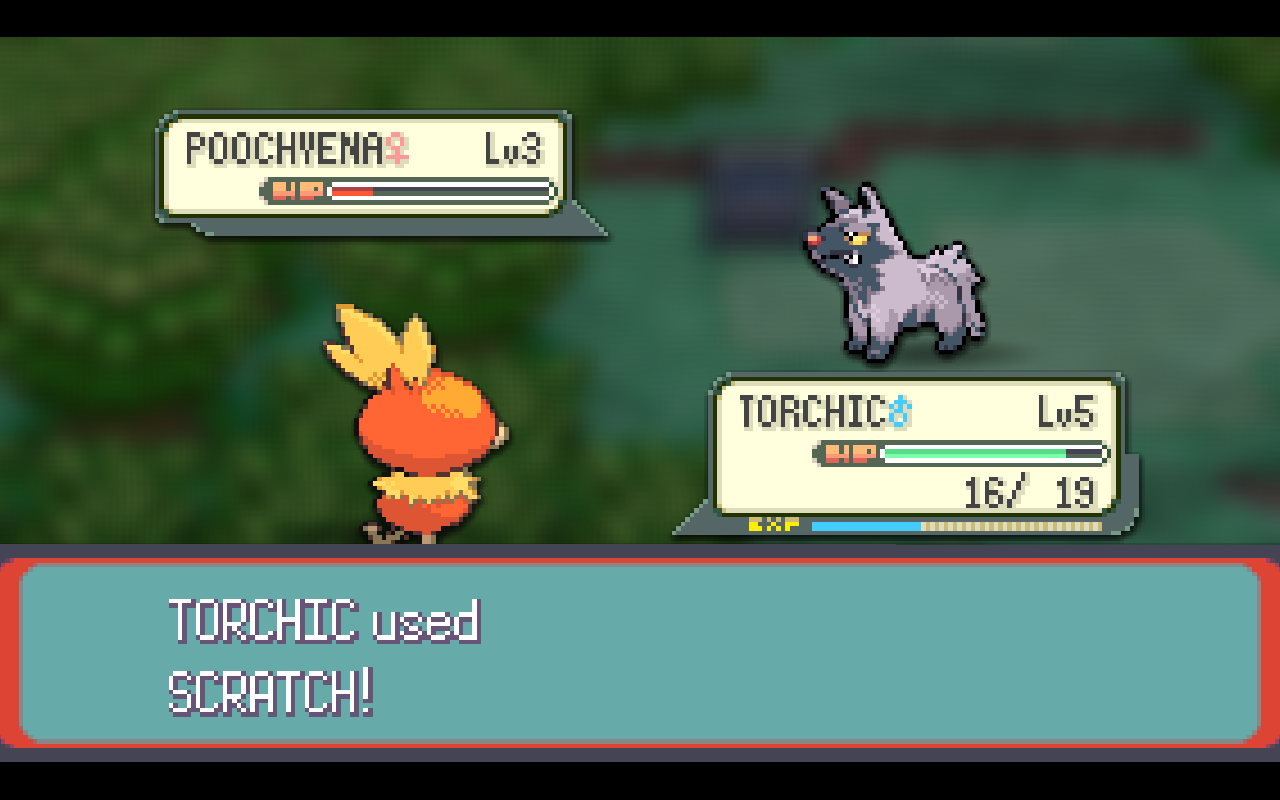 POOCHYENA♀ Lv3
HP
TORCHIC♂ Lv5
HP
16/ 19
EXP
TORCHIC used
SCRATCH!